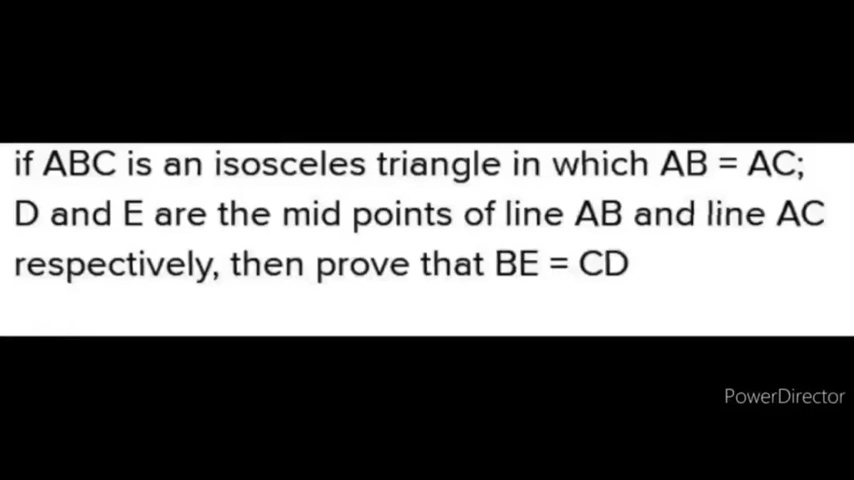 if ABC is an isosceles triangle in which AB = AC;
D and E are the mid points of line AB and line AC
respectively, then prove that BE = CD
PowerDirector